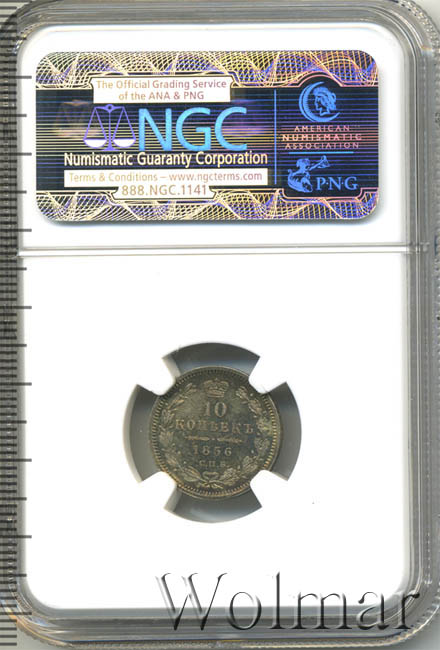 The Official Grading Service
of the ANA & PNG
NGC
Numismatic Guaranty Corporation
Terms & Conditions – www.ngcterms.com
888.NGC.1141
AMERICAN
NUMISMATIC
ASSOCIATION
PNG
10
КОПѢЕКЪ
1856
С.П.Б.
Wolmar